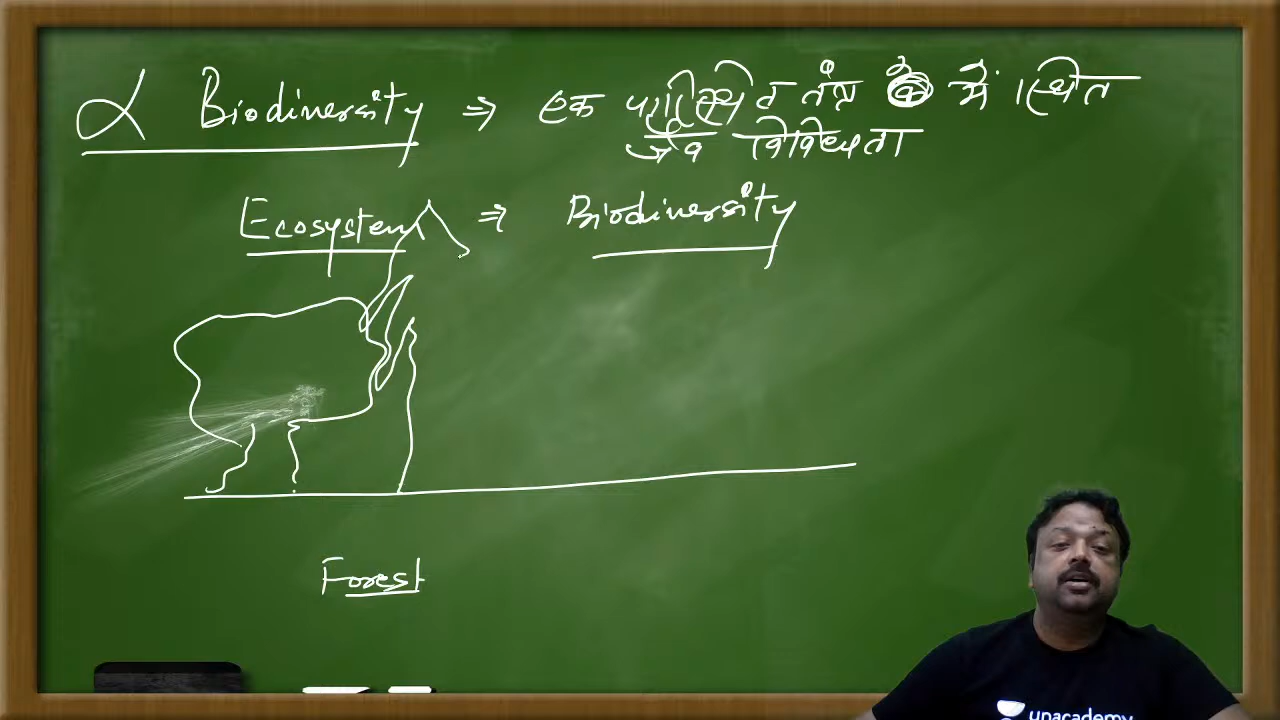 α Biodiversity ⇒ एक पारिस्थितितंत्र के में स्थित
जैव विविधता
Ecosystem ⇒ Biodiversity
Forest
unacademy